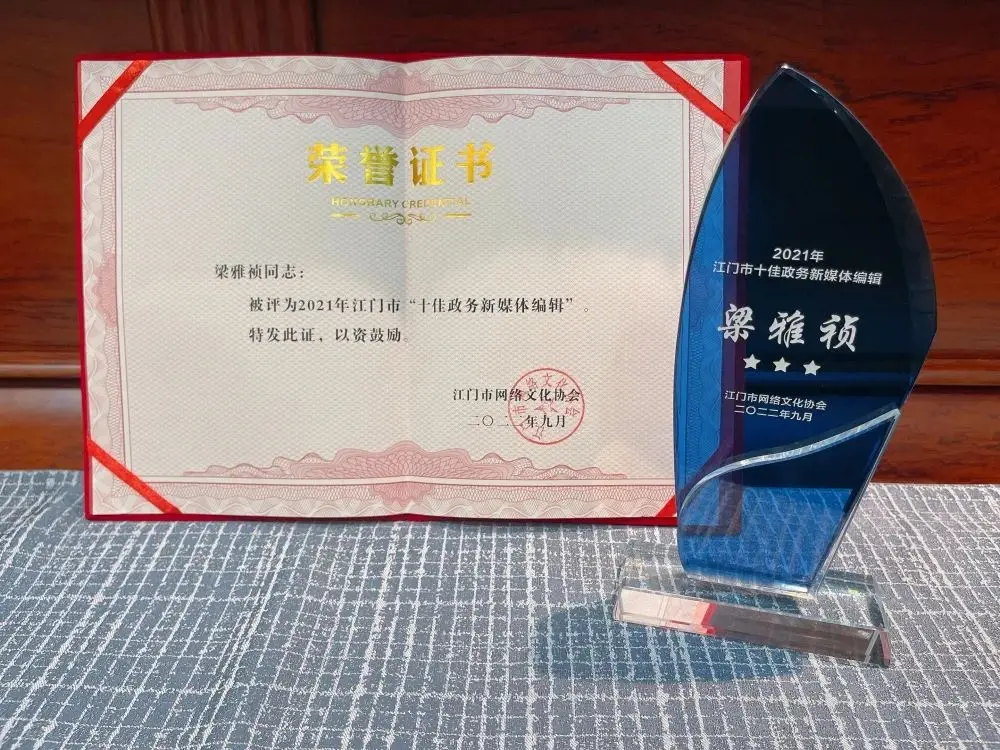 荣誉证书
HONORARY CREDENTIAL
梁雅祯同志：
被评为2021年江门市“十佳政务新媒体编辑”。
特发此证，以资鼓励。
江门市网络文化协会
二〇二二年九月
2021年
江门市十佳政务新媒体编辑
梁雅祯
江门市网络文化协会
二〇二二年九月